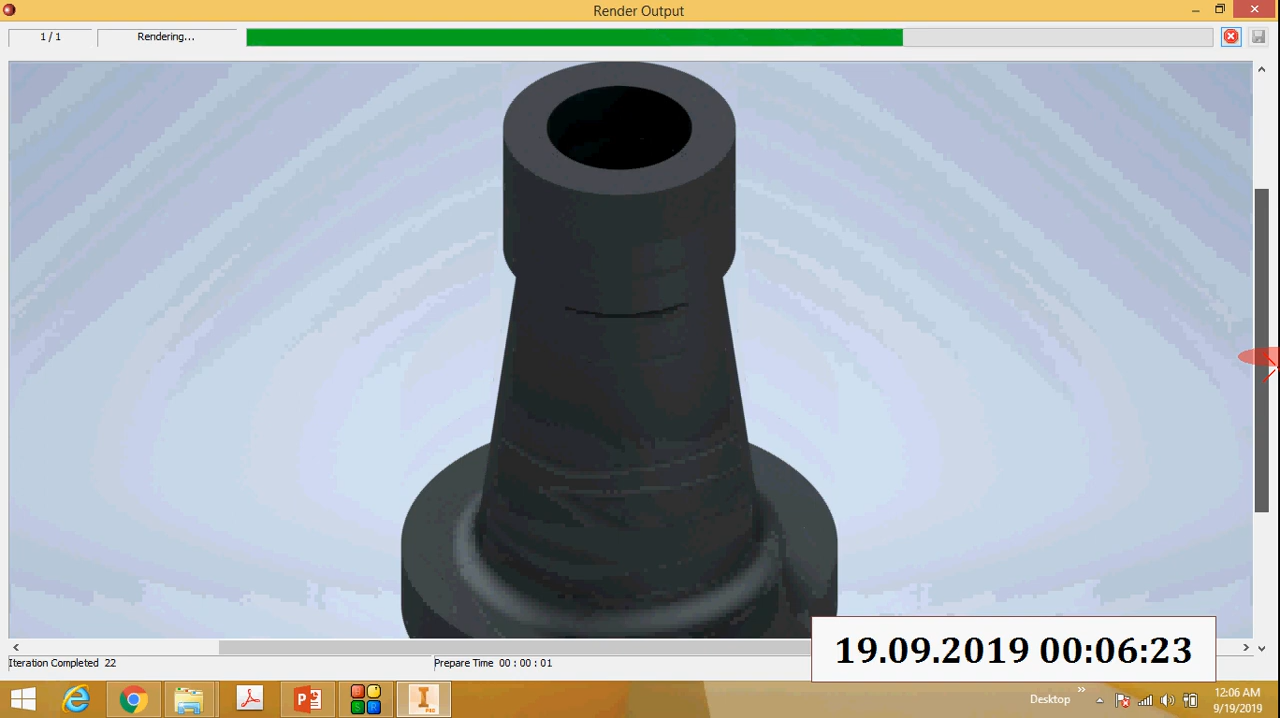 Render Output
1 / 1
Rendering...
Iteration Completed 22
Prepare Time 00 : 00 : 01
19.09.2019 00:06:23
Desktop
12:06 AM
9/19/2019